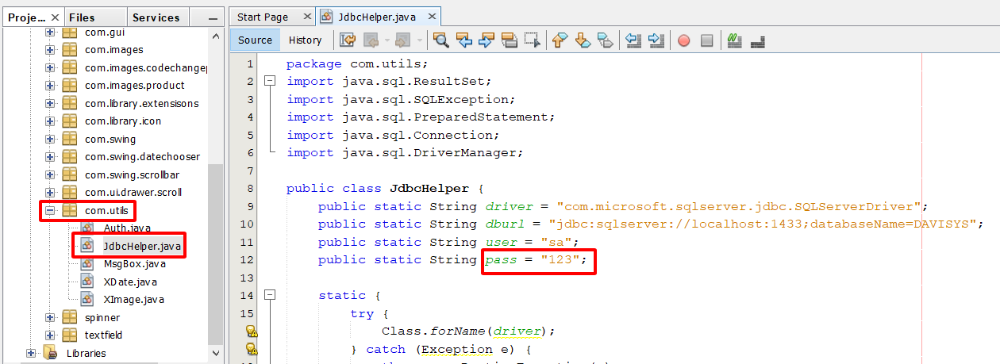 Proje... × Files Services
com.gui
com.images
com.images.codechangep
com.images.product
com.library.extensisons
com.library.icon
com.swing
com.swing.datechooser
com.swing.scrollbar
com.ui.drawer.scroll
com.utils
Auth.java
JdbcHelper.java
MsgBox.java
XDate.java
XImage.java
spinner
textfield
Libraries
Start Page × JdbcHelper.java ×
Source History
1 package com.utils;
2 import java.sql.ResultSet;
3 import java.sql.SQLException;
4 import java.sql.PreparedStatement;
5 import java.sql.Connection;
6 import java.sql.DriverManager;
7
8 public class JdbcHelper {
9 public static String driver = "com.microsoft.sqlserver.jdbc.SQLServerDriver";
10 public static String dburl = "jdbc:sqlserver://localhost:1433;databaseName=DAVISYS";
11 public static String user = "sa";
12 public static String pass = "123";
13
14 static {
15 try {
Class.forName(driver);
} catch (Exception e) {